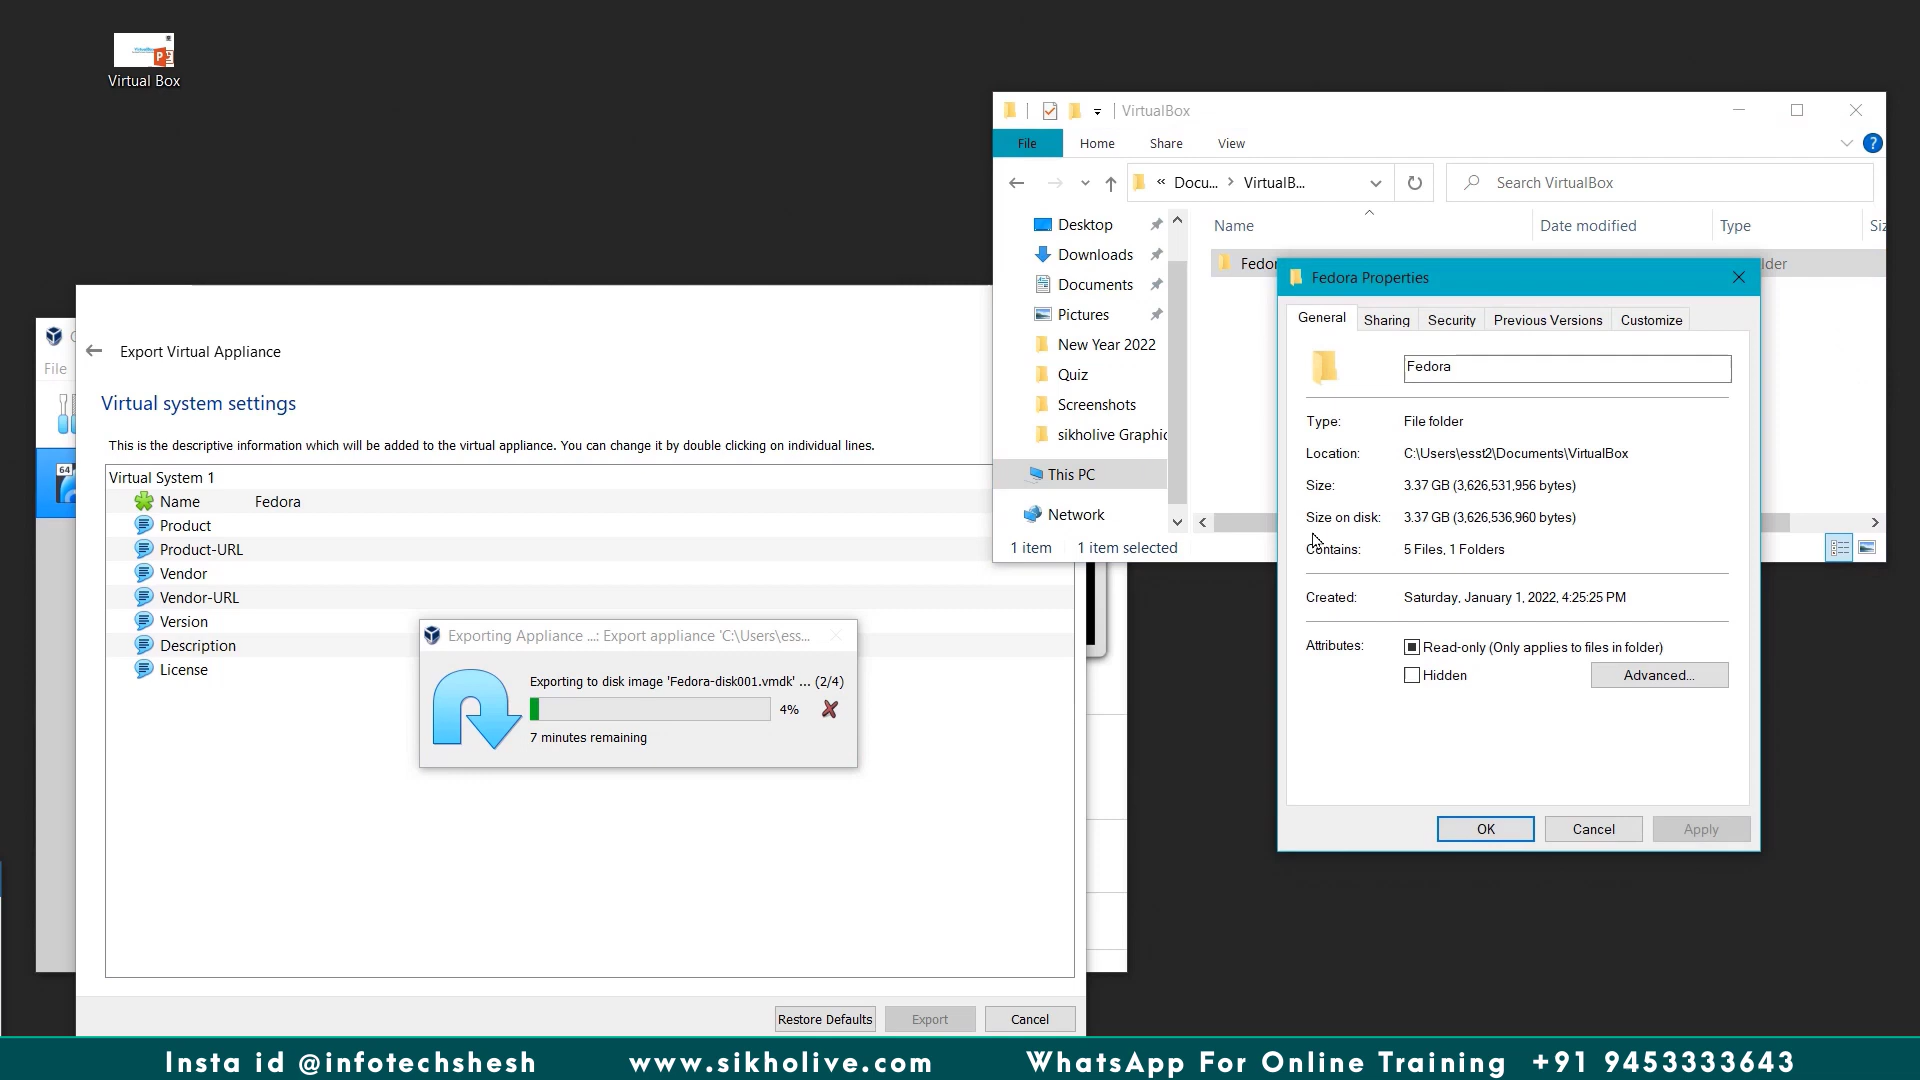 Virtual Box
VirtualBox
File Home Share View
Docu... VirtualB...
Search VirtualBox
Desktop
Downloads
Documents
Pictures
New Year 2022
Quiz
Screenshots
sikholive Graphic
This PC
Network
Name Date modified Type Siz
Fedor
lder
1 item 1 item selected
Fedora Properties
General Sharing Security Previous Versions Customize
Fedora
Type: File folder
Location: C:\Users\esst2\Documents\VirtualBox
Size: 3.37 GB (3,626,531,956 bytes)
Size on disk: 3.37 GB (3,626,536,960 bytes)
Contains: 5 Files, 1 Folders
Created: Saturday, January 1, 2022, 4:25:25 PM
Attributes: Read-only (Only applies to files in folder)
Hidden Advanced...
OK Cancel Apply
File
64
Export Virtual Appliance
Virtual system settings
This is the descriptive information which will be added to the virtual appliance. You can change it by double clicking on individual lines.
Virtual System 1
Name Fedora
Product
Product-URL
Vendor
Vendor-URL
Version
Description
License
Exporting Appliance ...: Export appliance 'C:\Users\ess...
Exporting to disk image 'Fedora-disk001.vmdk' ... (2/4)
4%
7 minutes remaining
Restore Defaults Export Cancel
Insta id @infotechshesh www.sikholive.com WhatsApp For Online Training +91 9453333643